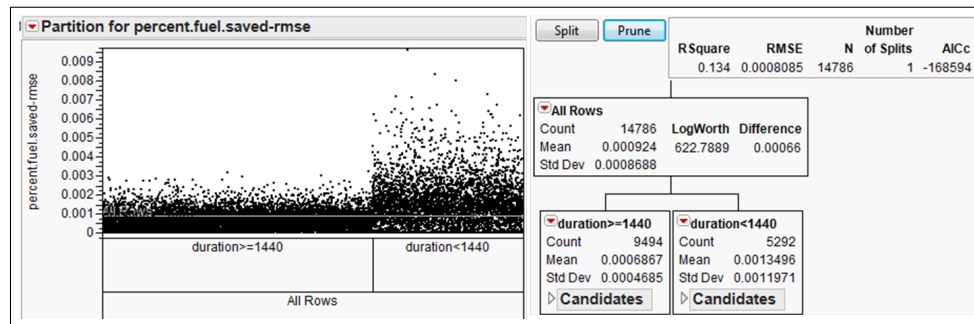 Partition for percent.fuel.saved-rmse
percent.fuel.saved-rmse
0.009
0.008
0.007
0.006
0.005
0.004
0.003
0.002
0.001
0
duration>=1440 duration<1440
All Rows
Split Prune
Number
RSquare RMSE N of Splits AICc
0.134 0.0008085 14786 1 -168594
All Rows
Count 14786 LogWorth Difference
Mean 0.000924 622.7889 0.00066
Std Dev 0.0008688
duration>=1440
Count 9494
Mean 0.0006867
Std Dev 0.0004685
Candidates
duration<1440
Count 5292
Mean 0.0013496
Std Dev 0.0011971
Candidates